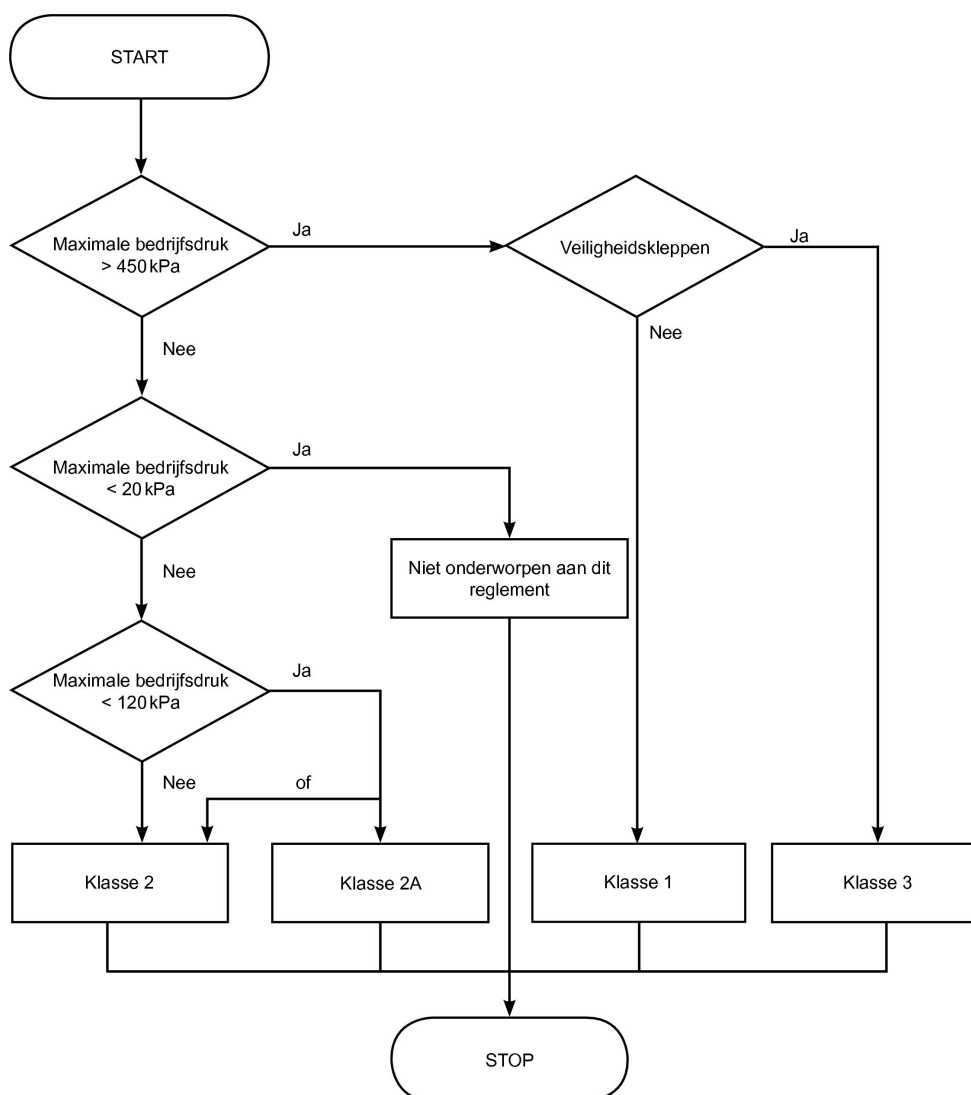 START
Maximale bedrijfsdruk
> 450 kPa
Ja
Veiligheidskleppen
Ja
Nee
Nee
Maximale bedrijfsdruk
< 20 kPa
Ja
Niet onderworpen aan dit
reglement
Nee
Maximale bedrijfsdruk
< 120 kPa
Ja
Nee
of
Klasse 2
Klasse 2A
Klasse 1
Klasse 3
STOP